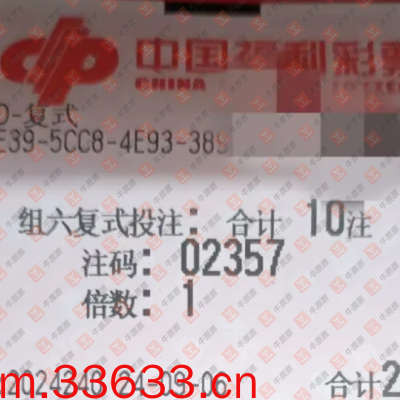 中国福利彩票
CHINA
D-复式
E39-5CC8-4E93-389
组六复式投注: 合计 10注
注码: 02357
倍数: 1
合计2
m.33633.cn